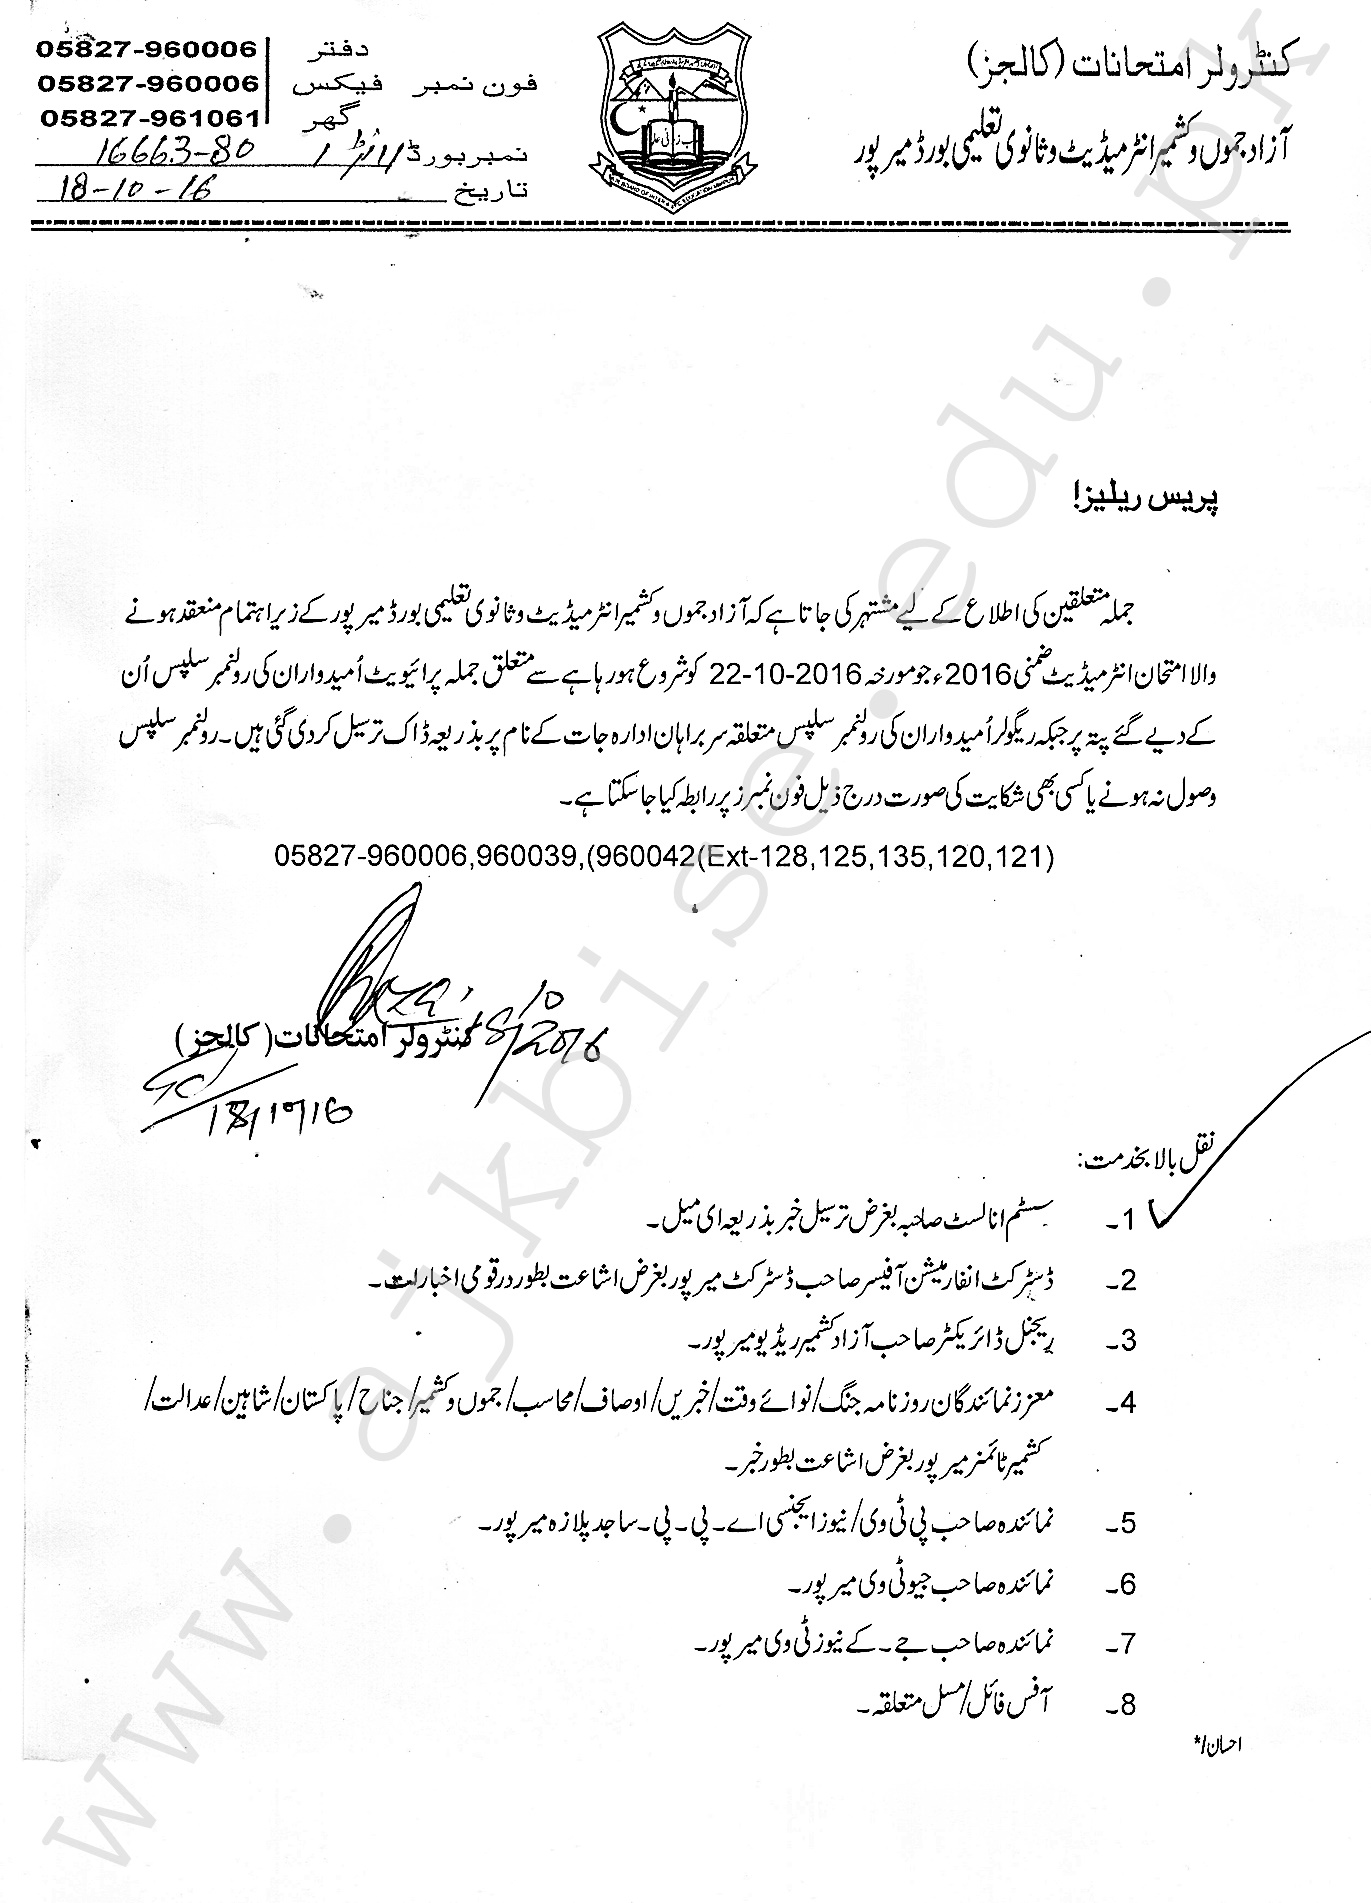 کنٹرولر امتحانات (کالجز)
آزاد جموں و کشمیر انٹرمیڈیٹ و ثانوی تعلیمی بورڈ میرپور
دفتر 05827-960006
فون نمبر فیکس 05827-960006
گھر 05827-961061
نمبر بورڈ / انٹر / 16663-80
تاریخ 18-10-16
پریس ریلیز!
جملہ متعلقین کی اطلاع کے لیے مشتہر کی جاتا ہے کہ آزاد جموں و کشمیر انٹرمیڈیٹ و ثانوی تعلیمی بورڈ میرپور کے زیر اہتمام منعقد ہونے
والا امتحان انٹرمیڈیٹ ضمنی 2016ء جو مورخہ 22-10-2016 کو شروع ہو رہا ہے سے متعلق جملہ پرائیویٹ اُمیدواران کی رولنمبر سلپس اُن
کے دیے گئے پتہ پر جبکہ ریگولر اُمیدواران کی رولنمبر سلپس متعلقہ سربراہان ادارہ جات کے نام پر بذریعہ ڈاک ترسیل کر دی گئی ہیں۔ رولنمبر سلپس
وصول نہ ہونے یا کسی بھی شکایت کی صورت درج ذیل فون نمبرز پر رابطہ کیا جا سکتا ہے۔
05827-960006,960039,(960042(Ext-128,125,135,120,121)
18/10/2016
کنٹرولر امتحانات (کالجز)
18/10/16
نقل بالا بخدمت:
1۔ سسٹم انالسٹ صاحبہ بغرض ترسیل خبر بذریعہ ای میل۔
2۔ ڈسٹرکٹ انفارمیشن آفیسر صاحب ڈسٹرکٹ میرپور بغرض اشاعت بطور در قومی اخبارات۔
3۔ ریجنل ڈائریکٹر صاحب آزاد کشمیر ریڈیو میرپور۔
4۔ معزز نمائندگان روزنامہ جنگ/نوائے وقت/خبریں/اوصاف/محاسب/جموں و کشمیر/جناح/پاکستان/شاہین/عدالت/
کشمیر ٹائمنز میرپور بغرض اشاعت بطور خبر۔
5۔ نمائندہ صاحب پی ٹی وی/نیوز ایجنسی اے۔پی۔پی۔ساجد پلازہ میرپور۔
6۔ نمائندہ صاحب جیو ٹی وی میرپور۔
7۔ نمائندہ صاحب جے۔کے نیوز ٹی وی میرپور۔
8۔ آفس فائل/مسل متعلقہ۔
احسان/*
www.ajkbise.edu.pk